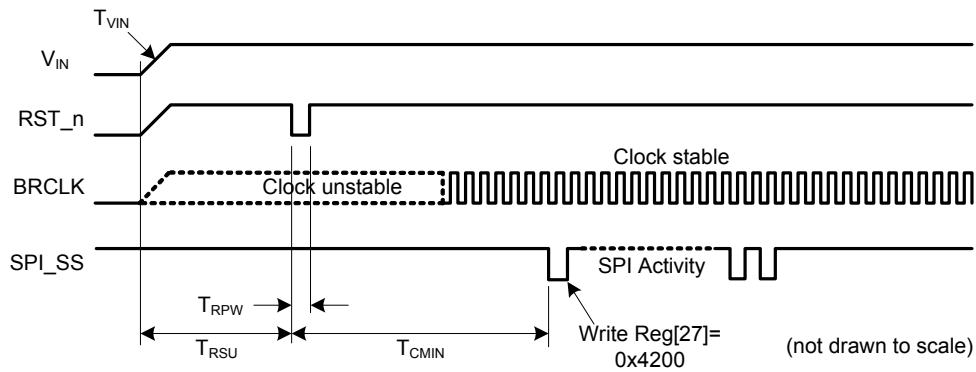 TVIN
VIN
RST_n
Clock stable
BRCLK
Clock unstable
SPI_SS
SPI Activity
TRPW
TRSU
TCMIN
Write Reg[27]=
0x4200
(not drawn to scale)